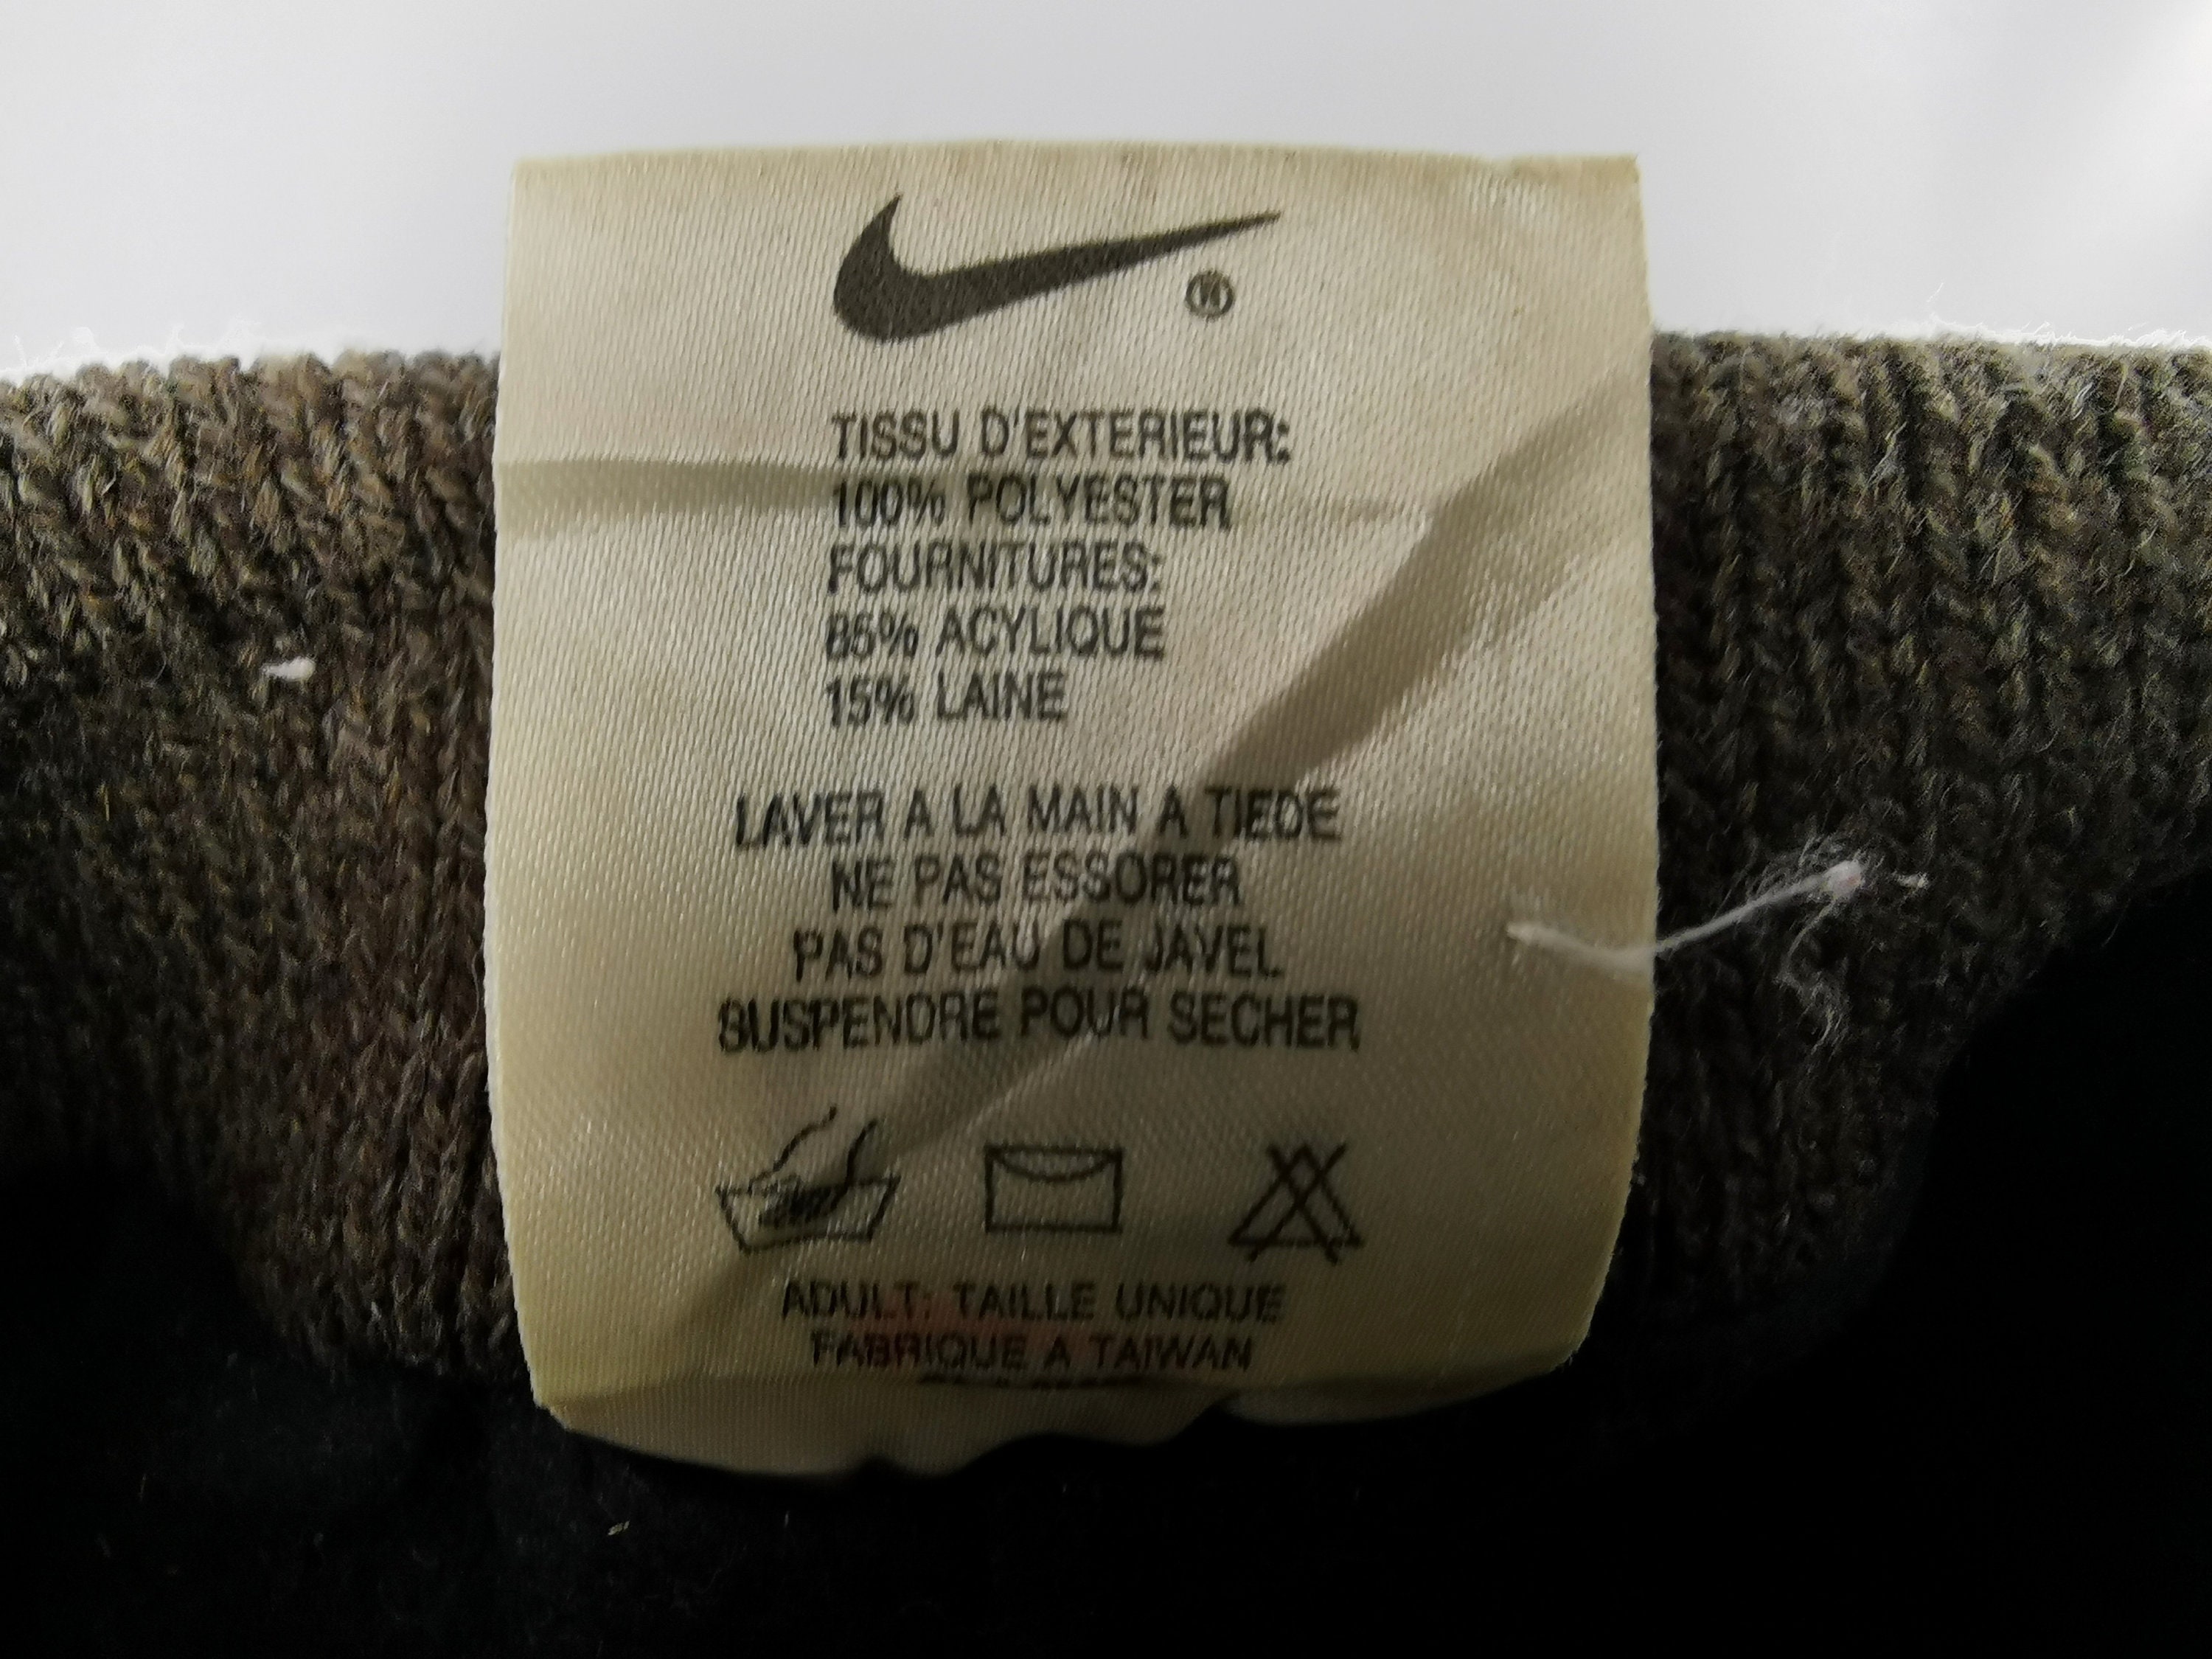 ®
TISSU D'EXTERIEUR:
100% POLYESTER
FOURNITURES:
85% ACYLIQUE
15% LAINE
LAVER A LA MAIN A TIEDE
NE PAS ESSORER
PAS D'EAU DE JAVEL
SUSPENDRE POUR SECHER
ADULT: TAILLE UNIQUE
FABRIQUE A TAIWAN